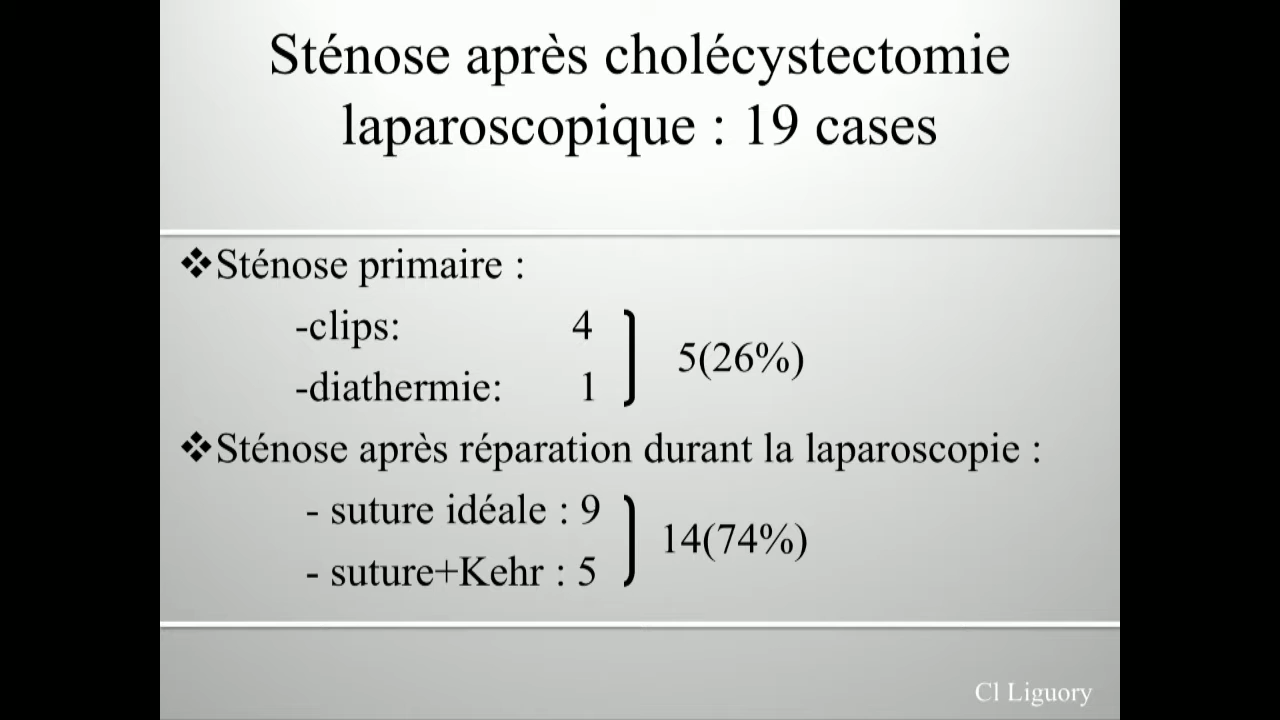 Sténose après cholécystectomie
laparoscopique : 19 cases
❖Sténose primaire :
-clips: 4
5(26%)
-diathermie: 1
❖Sténose après réparation durant la laparoscopie :
- suture idéale : 9
14(74%)
- suture+Kehr : 5
Cl Liguory